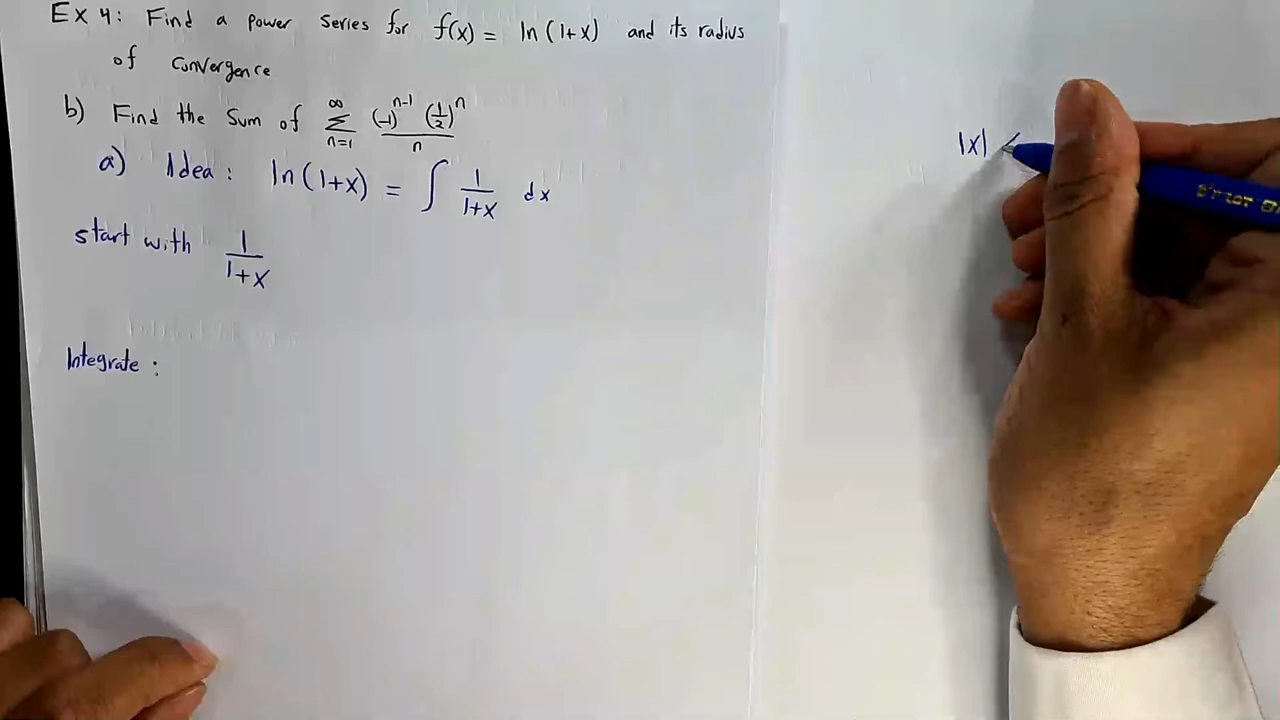 Ex 4: Find a power series for f(x) = ln(1+x) and its radius
of convergence
b) Find the sum of ∑_{n=1}^{∞} (-1)^{n-1} (1/2)^n / n
a) Idea: ln(1+x) = ∫ 1/(1+x) dx
start with 1/(1+x)
Integrate:
|x| <